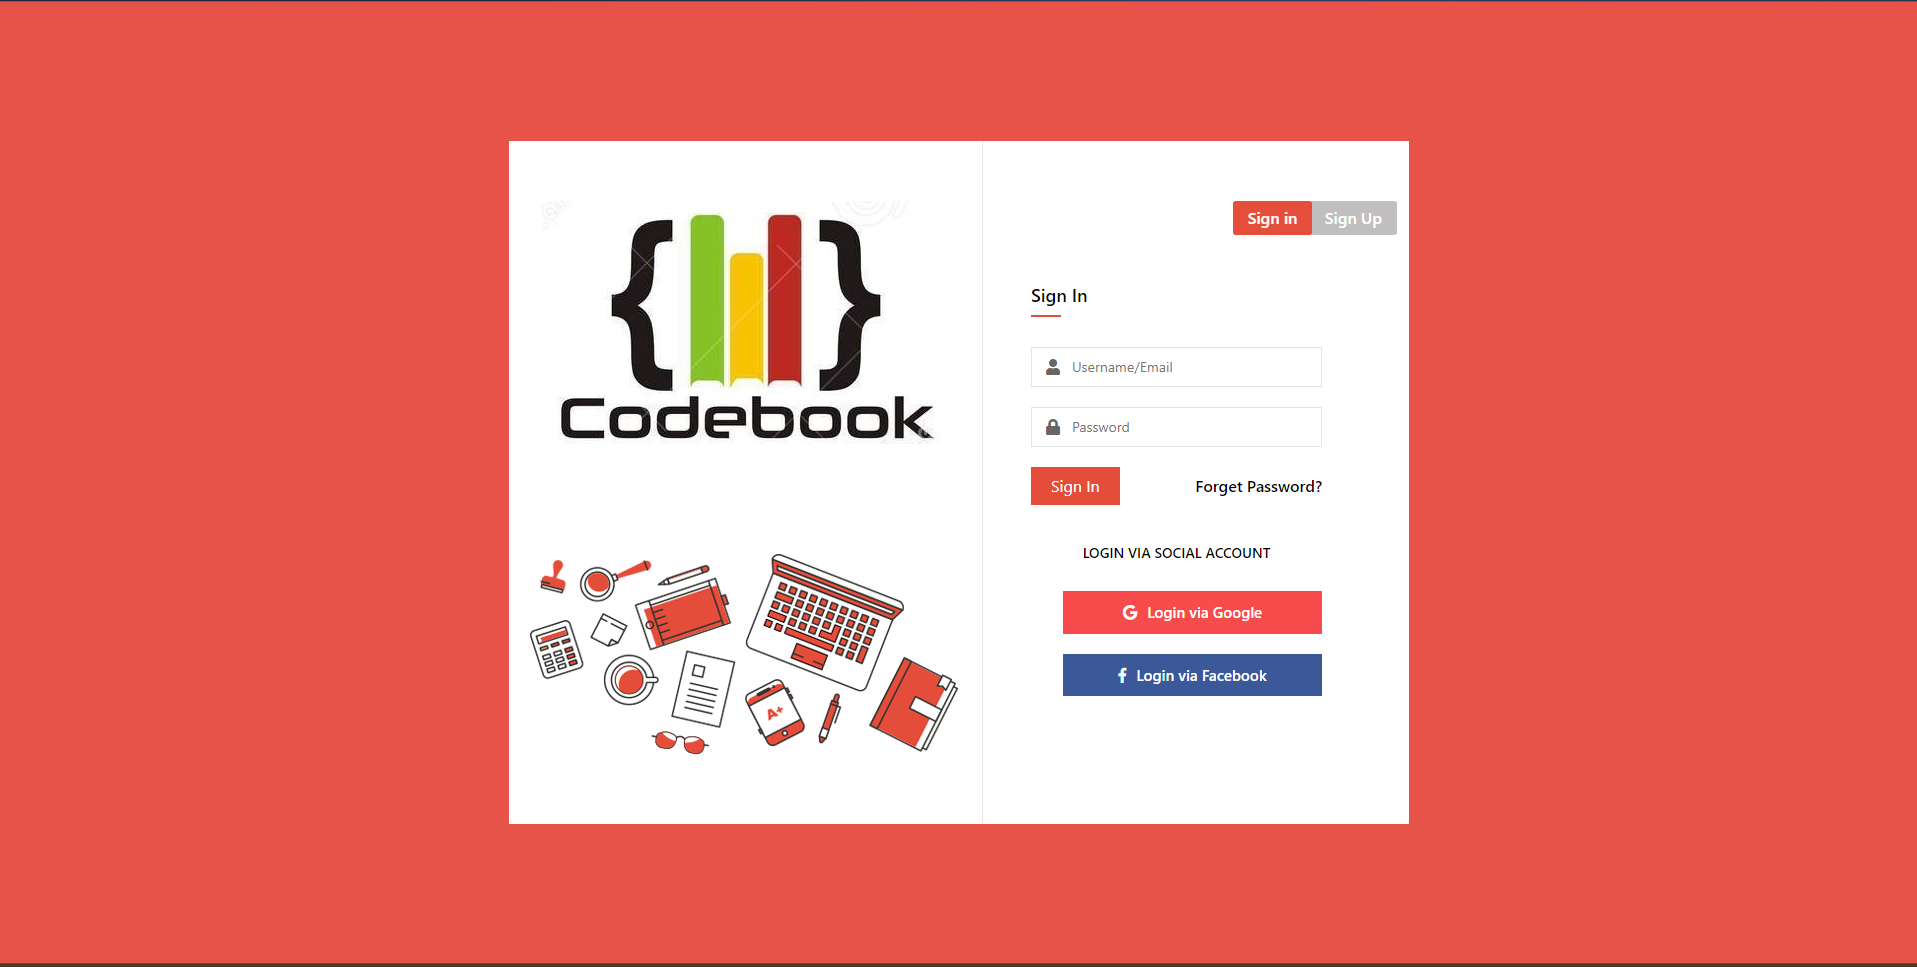 Codebook
A+
Sign in
Sign Up
Sign In
Username/Email
Password
Sign In
Forget Password?
LOGIN VIA SOCIAL ACCOUNT
Login via Google
Login via Facebook